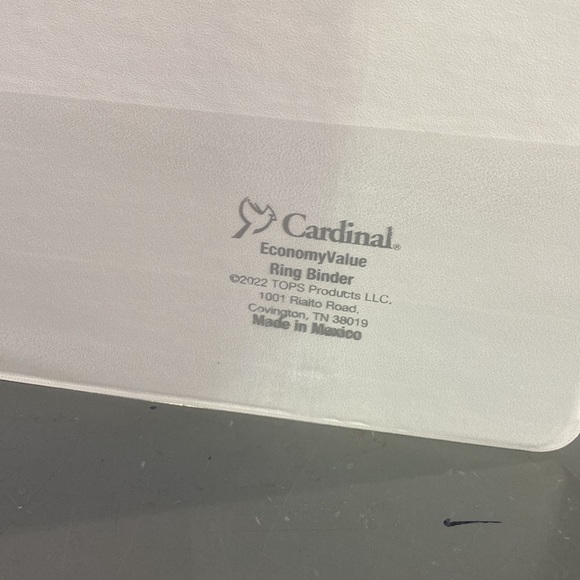 Cardinal®
EconomyValue
Ring Binder
©2022 TOPS Products LLC.
1001 Rialto Road,
Covington, TN 38019
Made in Mexico